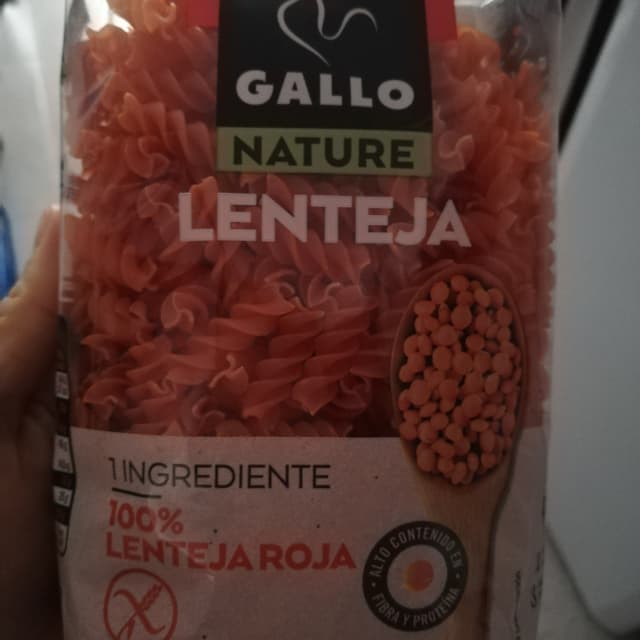 GALLO
NATURE
LENTEJA
1 INGREDIENTE
100%
LENTEJA ROJA
ALTO CONTENIDO EN
FIBRA Y PROTEÍNA